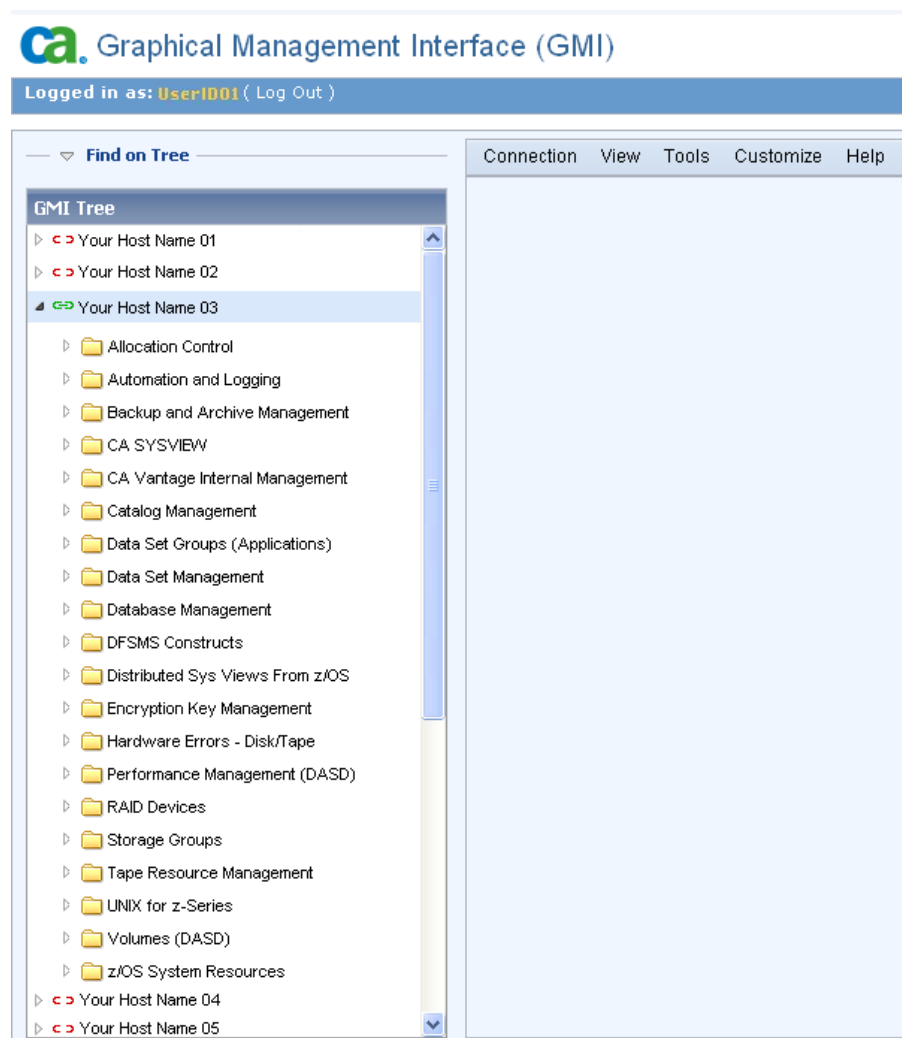 ca. Graphical Management Interface (GMI)
Logged in as: UserID01 ( Log Out )
Find on Tree
Connection View Tools Customize Help
GMI Tree
Your Host Name 01
Your Host Name 02
Your Host Name 03
Allocation Control
Automation and Logging
Backup and Archive Management
CA SYSVIEW
CA Vantage Internal Management
Catalog Management
Data Set Groups (Applications)
Data Set Management
Database Management
DFSMS Constructs
Distributed Sys Views From z/OS
Encryption Key Management
Hardware Errors - Disk/Tape
Performance Management (DASD)
RAID Devices
Storage Groups
Tape Resource Management
UNIX for z-Series
Volumes (DASD)
z/OS System Resources
Your Host Name 04
Your Host Name 05